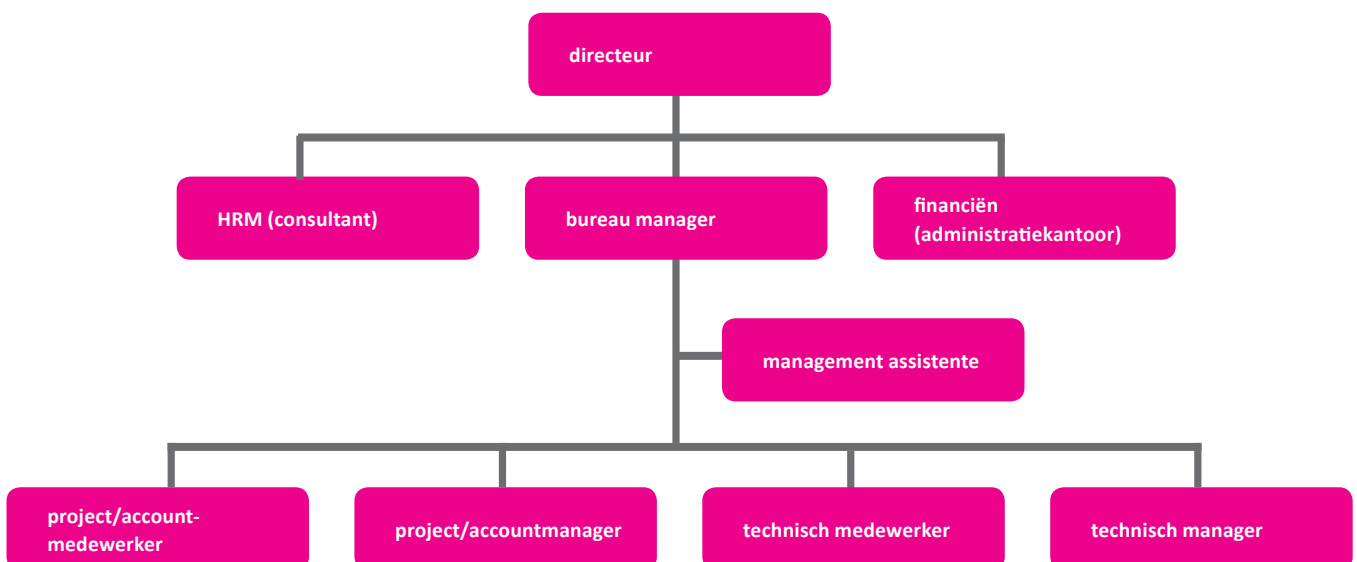 directeur
HRM (consultant)
bureau manager
financiën
(administratiekantoor)
management assistente
project/account-
medewerker
project/accountmanager
technisch medewerker
technisch manager